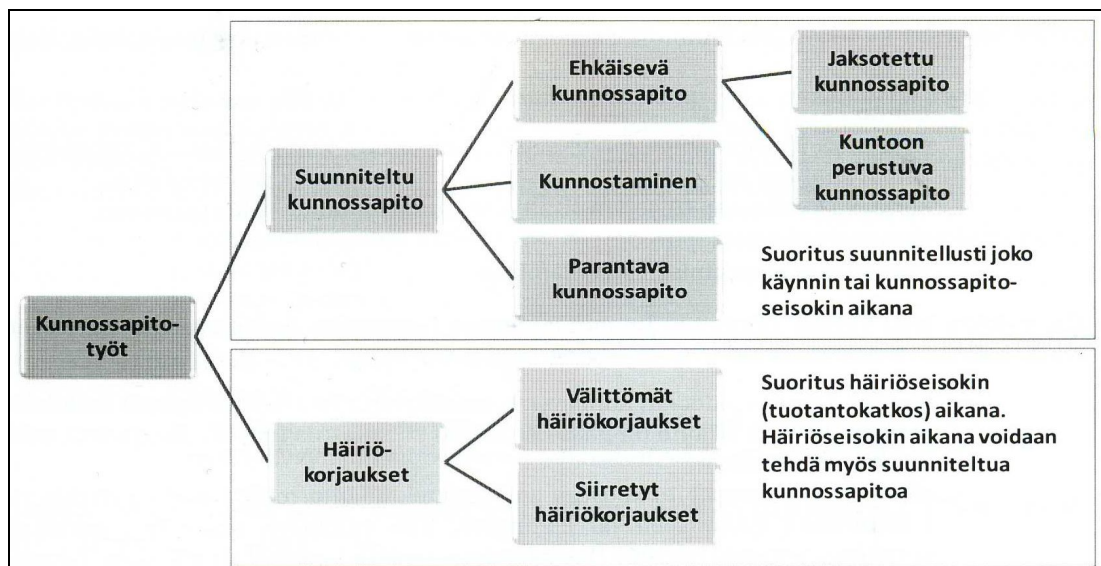 Kunnossapito-
työt
Suunniteltu
kunnossapito
Ehkäisevä
kunnossapito
Jaksotettu
kunnossapito
Kuntoon
perustuva
kunnossapito
Kunnostaminen
Parantava
kunnossapito
Suoritus suunnitellusti joko
käynnin tai kunnossapito-
seisokin aikana
Häiriö-
korjaukset
Välittömät
häiriökorjaukset
Siirretyt
häiriökorjaukset
Suoritus häiriöseisokin
(tuotantokatkos) aikana.
Häiriöseisokin aikana voidaan
tehdä myös suunniteltua
kunnossapitoa